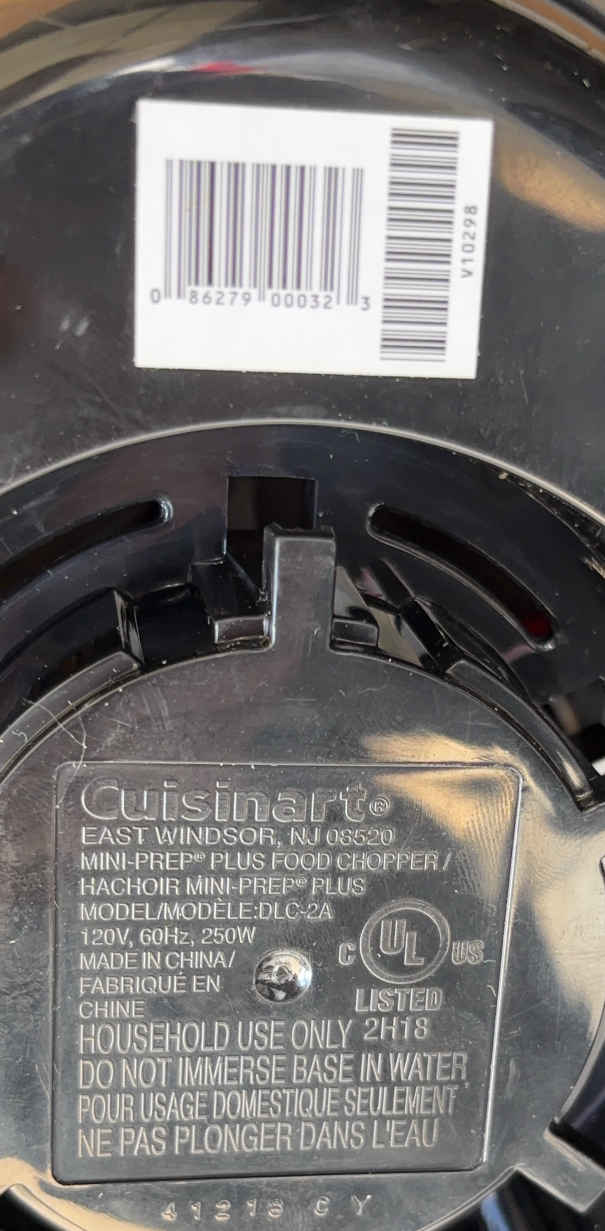 0 86279 00032 3
V10298
Cuisinart®
EAST WINDSOR, NJ 08520
MINI-PREP® PLUS FOOD CHOPPER /
HACHOIR MINI-PREP® PLUS
MODEL/MODÈLE:DLC-2A
120V, 60Hz, 250W
MADE IN CHINA/
FABRIQUÉ EN
CHINE
C UL US
LISTED
HOUSEHOLD USE ONLY 2H18
DO NOT IMMERSE BASE IN WATER
POUR USAGE DOMESTIQUE SEULEMENT
NE PAS PLONGER DANS L'EAU
41218 CY